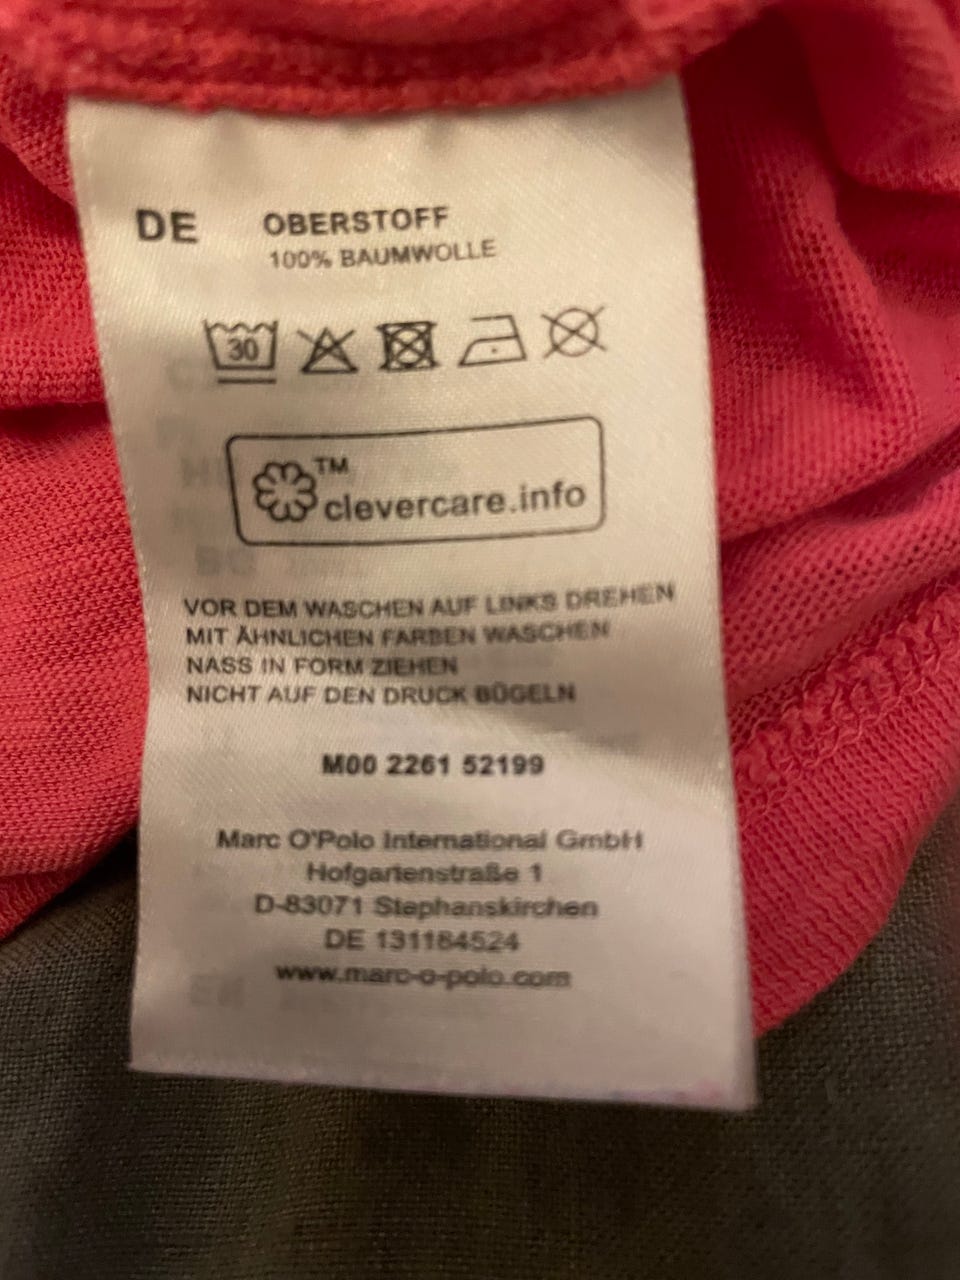 DE OBERSTOFF
100% BAUMWOLLE
30
TM
clevercare.info
VOR DEM WASCHEN AUF LINKS DREHEN
MIT ÄHNLICHEN FARBEN WASCHEN
NASS IN FORM ZIEHEN
NICHT AUF DEN DRUCK BÜGELN
M00 2261 52199
Marc O'Polo International GmbH
Hofgartenstraße 1
D-83071 Stephanskirchen
DE 131184524
www.marc-o-polo.com